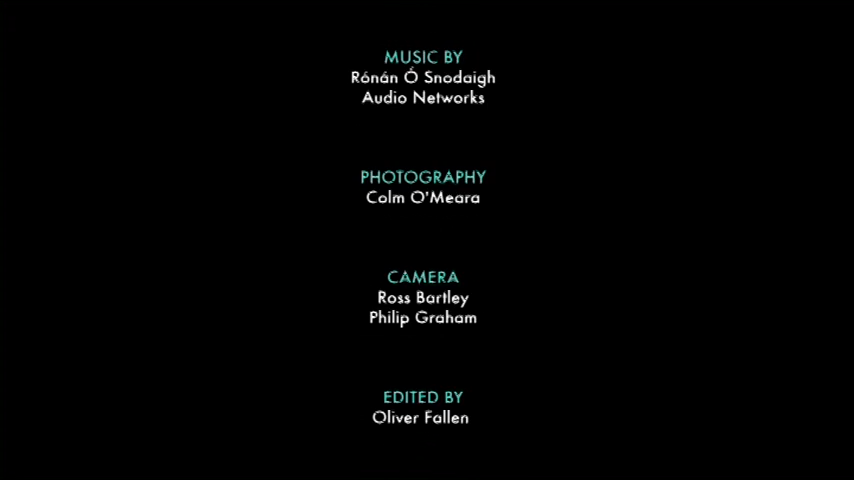 MUSIC BY
Rónán Ó Snodaigh
Audio Networks
PHOTOGRAPHY
Colm O'Meara
CAMERA
Ross Bartley
Philip Graham
EDITED BY
Oliver Fallen